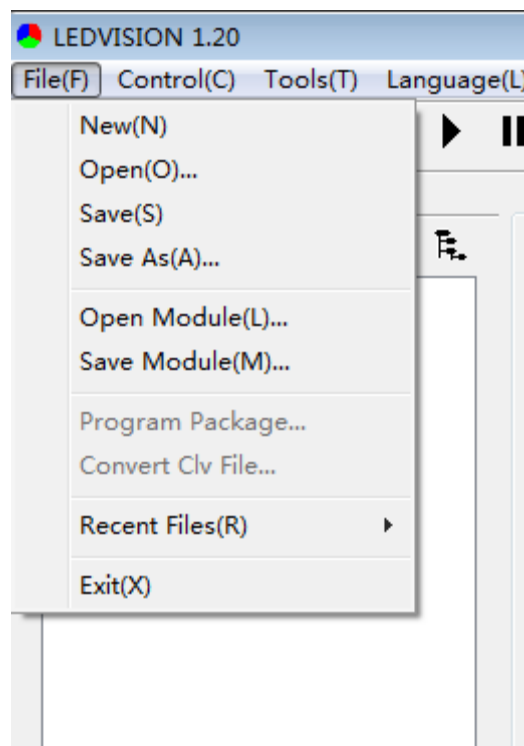 LEDVISION 1.20
File(F) Control(C) Tools(T) Language(L)
New(N)
Open(O)...
Save(S)
Save As(A)...
Open Module(L)...
Save Module(M)...
Program Package...
Convert Clv File...
Recent Files(R)
Exit(X)